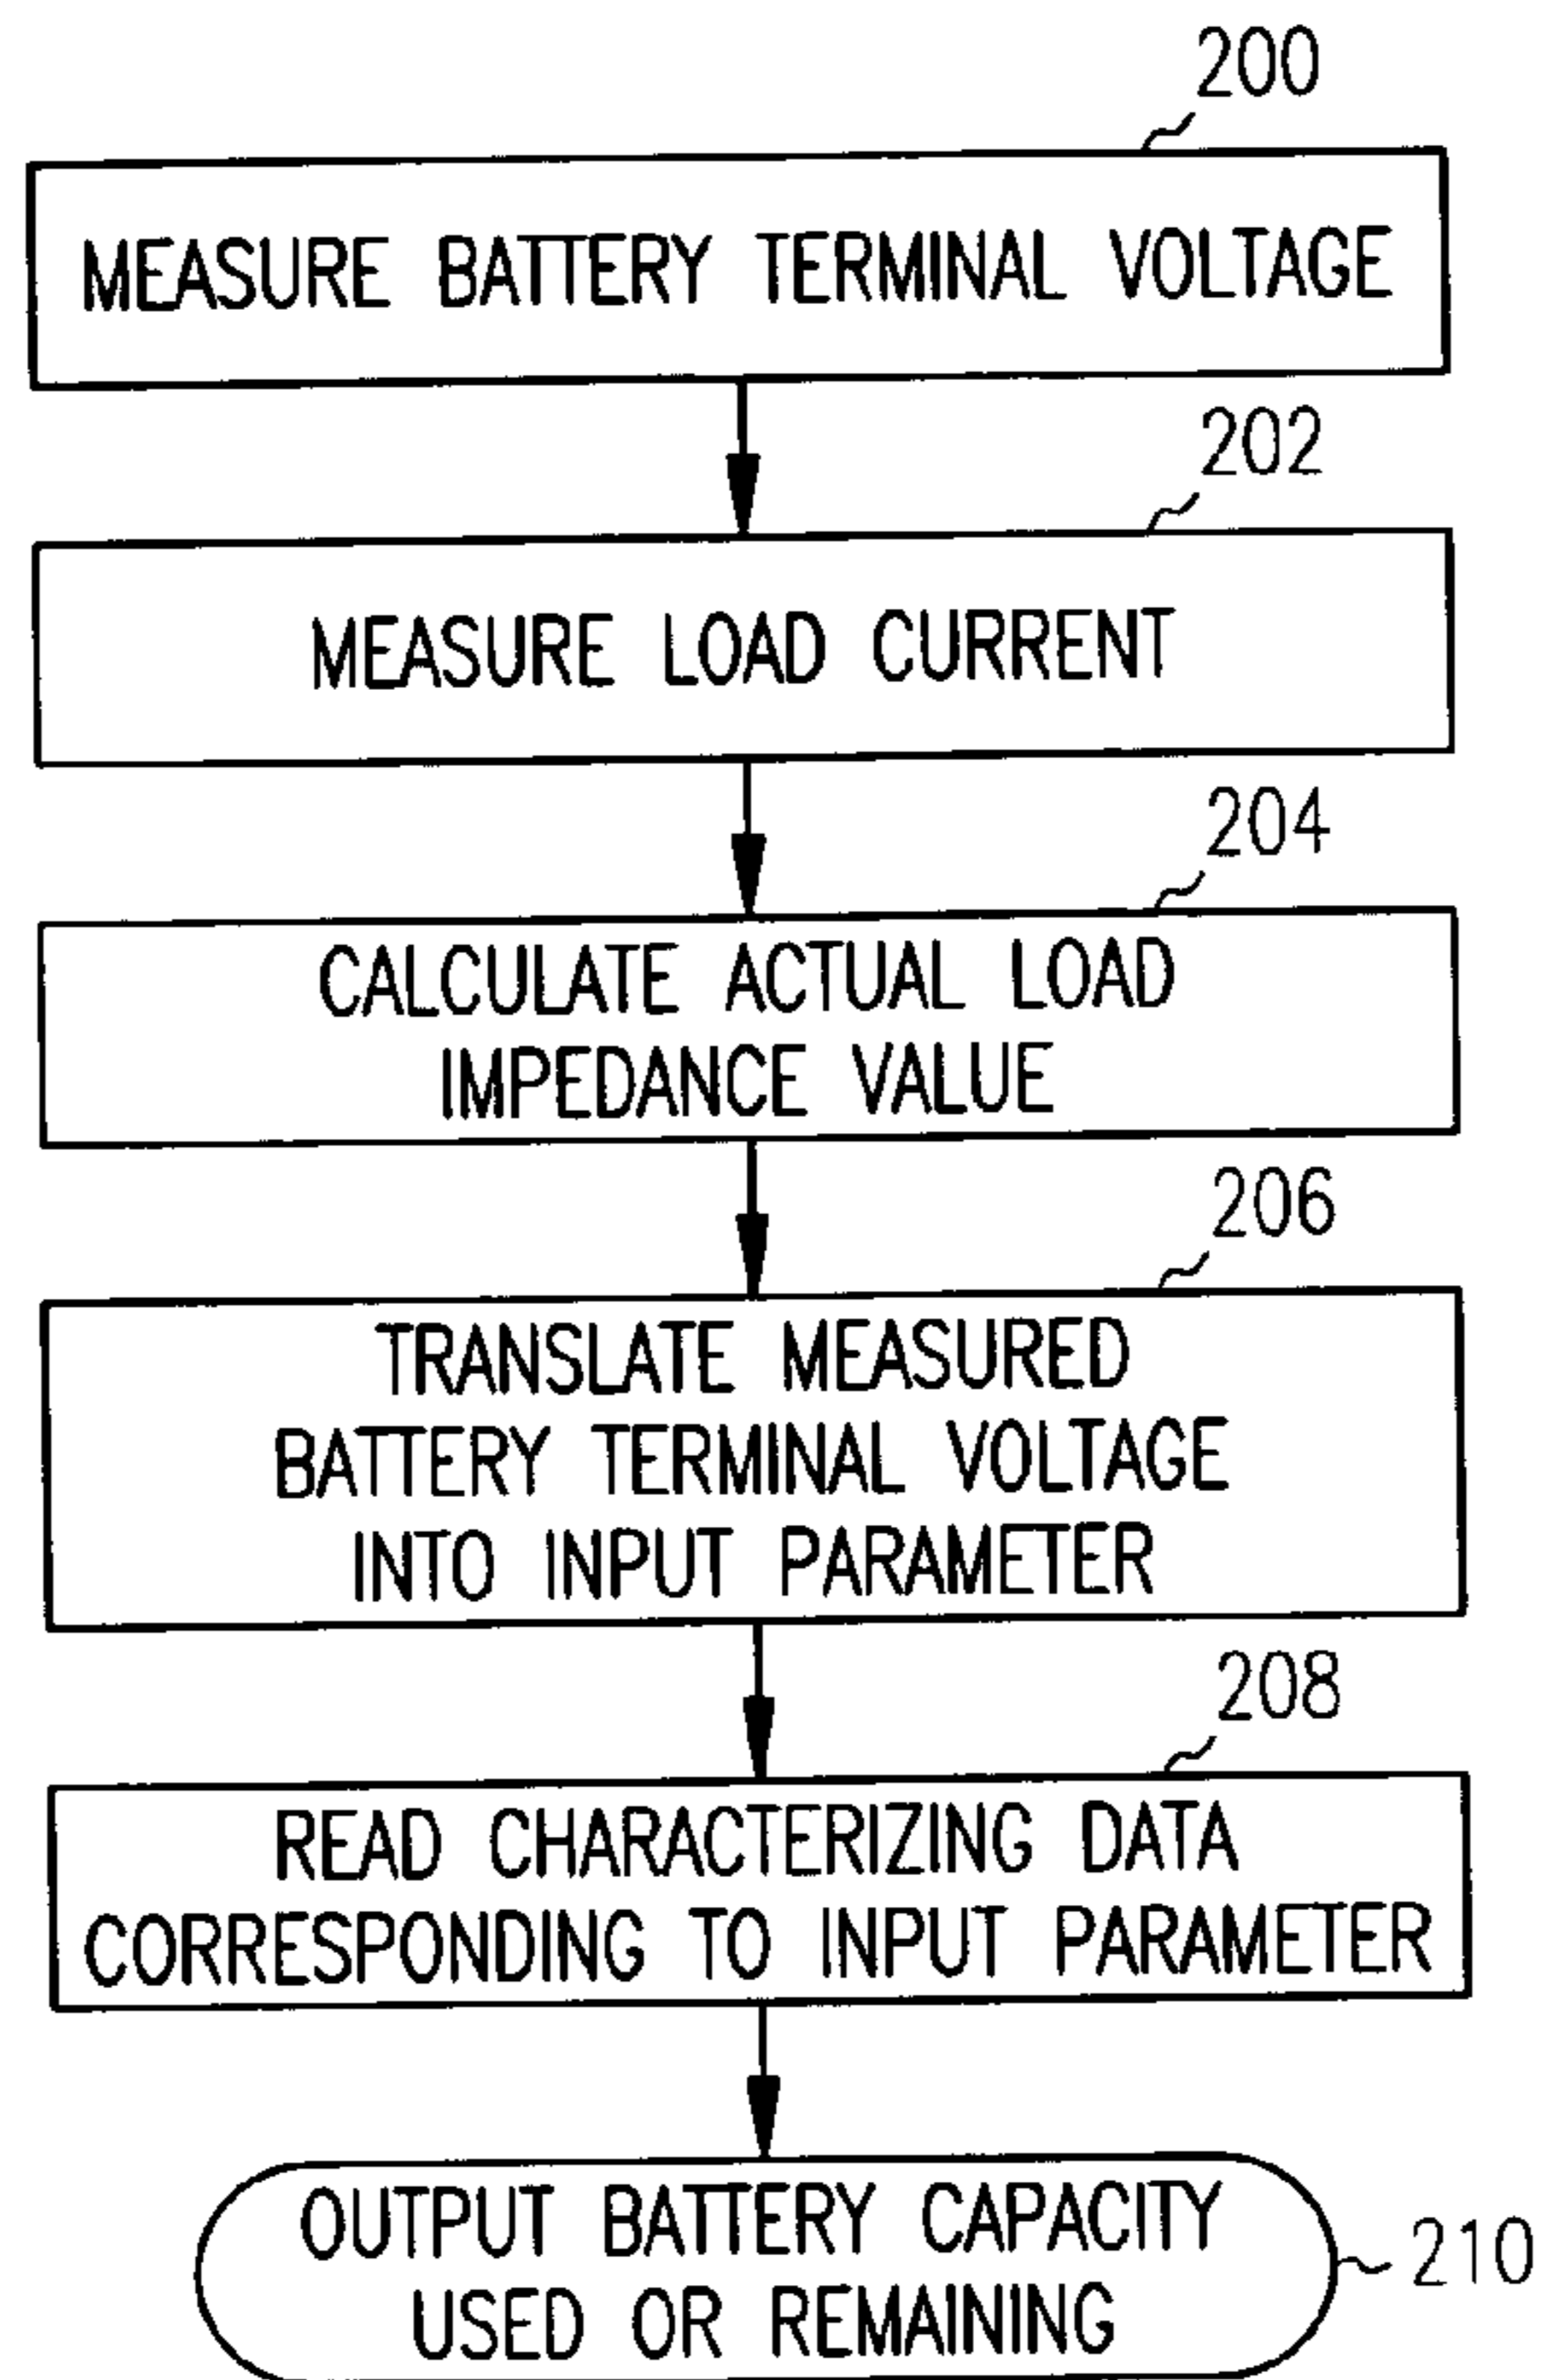 200
MEASURE BATTERY TERMINAL VOLTAGE
202
MEASURE LOAD CURRENT
204
CALCULATE ACTUAL LOAD
IMPEDANCE VALUE
206
TRANSLATE MEASURED
BATTERY TERMINAL VOLTAGE
INTO INPUT PARAMETER
208
READ CHARACTERIZING DATA
CORRESPONDING TO INPUT PARAMETER
OUTPUT BATTERY CAPACITY
USED OR REMAINING
210